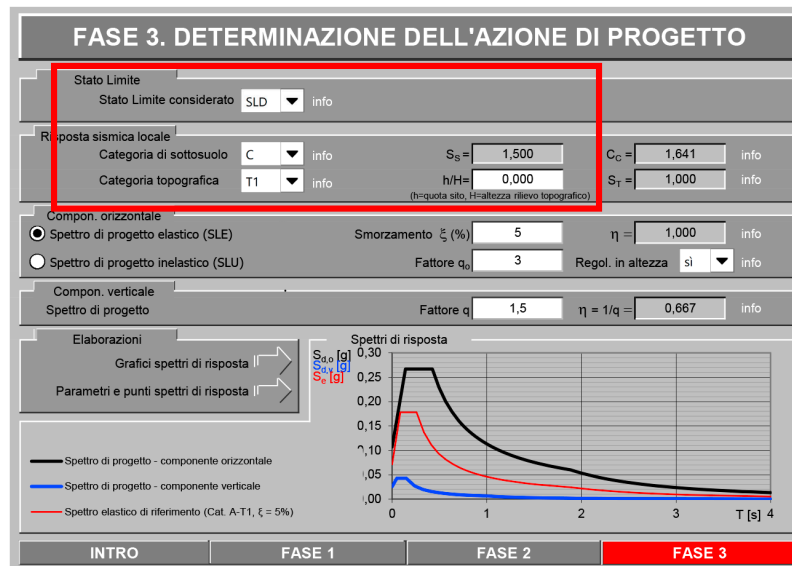 FASE 3. DETERMINAZIONE DELL'AZIONE DI PROGETTO
Stato Limite
Stato Limite considerato SLD info
Risposta sismica locale
Categoria di sottosuolo C info SS = 1,500 CC = 1,641 info
Categoria topografica T1 info h/H= 0,000 ST = 1,000 info
(h=quota sito, H=altezza rilievo topografico)
Compon. orizzontale
Spettro di progetto elastico (SLE) Smorzamento ξ (%) 5 η = 1,000 info
Spettro di progetto inelastico (SLU) Fattore qo 3 Regol. in altezza sì info
Compon. verticale
Spettro di progetto Fattore q 1,5 η = 1/q = 0,667 info
Elaborazioni
Grafici spettri di risposta
Parametri e punti spettri di risposta
Spettri di risposta
Sd,o [g]
Sd,v [g]
Se [g]
0,30
0,25
0,20
0,15
0,10
,05
,00
0 1 2 3 T [s] 4
Spettro di progetto - componente orizzontale
Spettro di progetto - componente verticale
Spettro elastico di riferimento (Cat. A-T1, ξ = 5%)
INTRO FASE 1 FASE 2 FASE 3